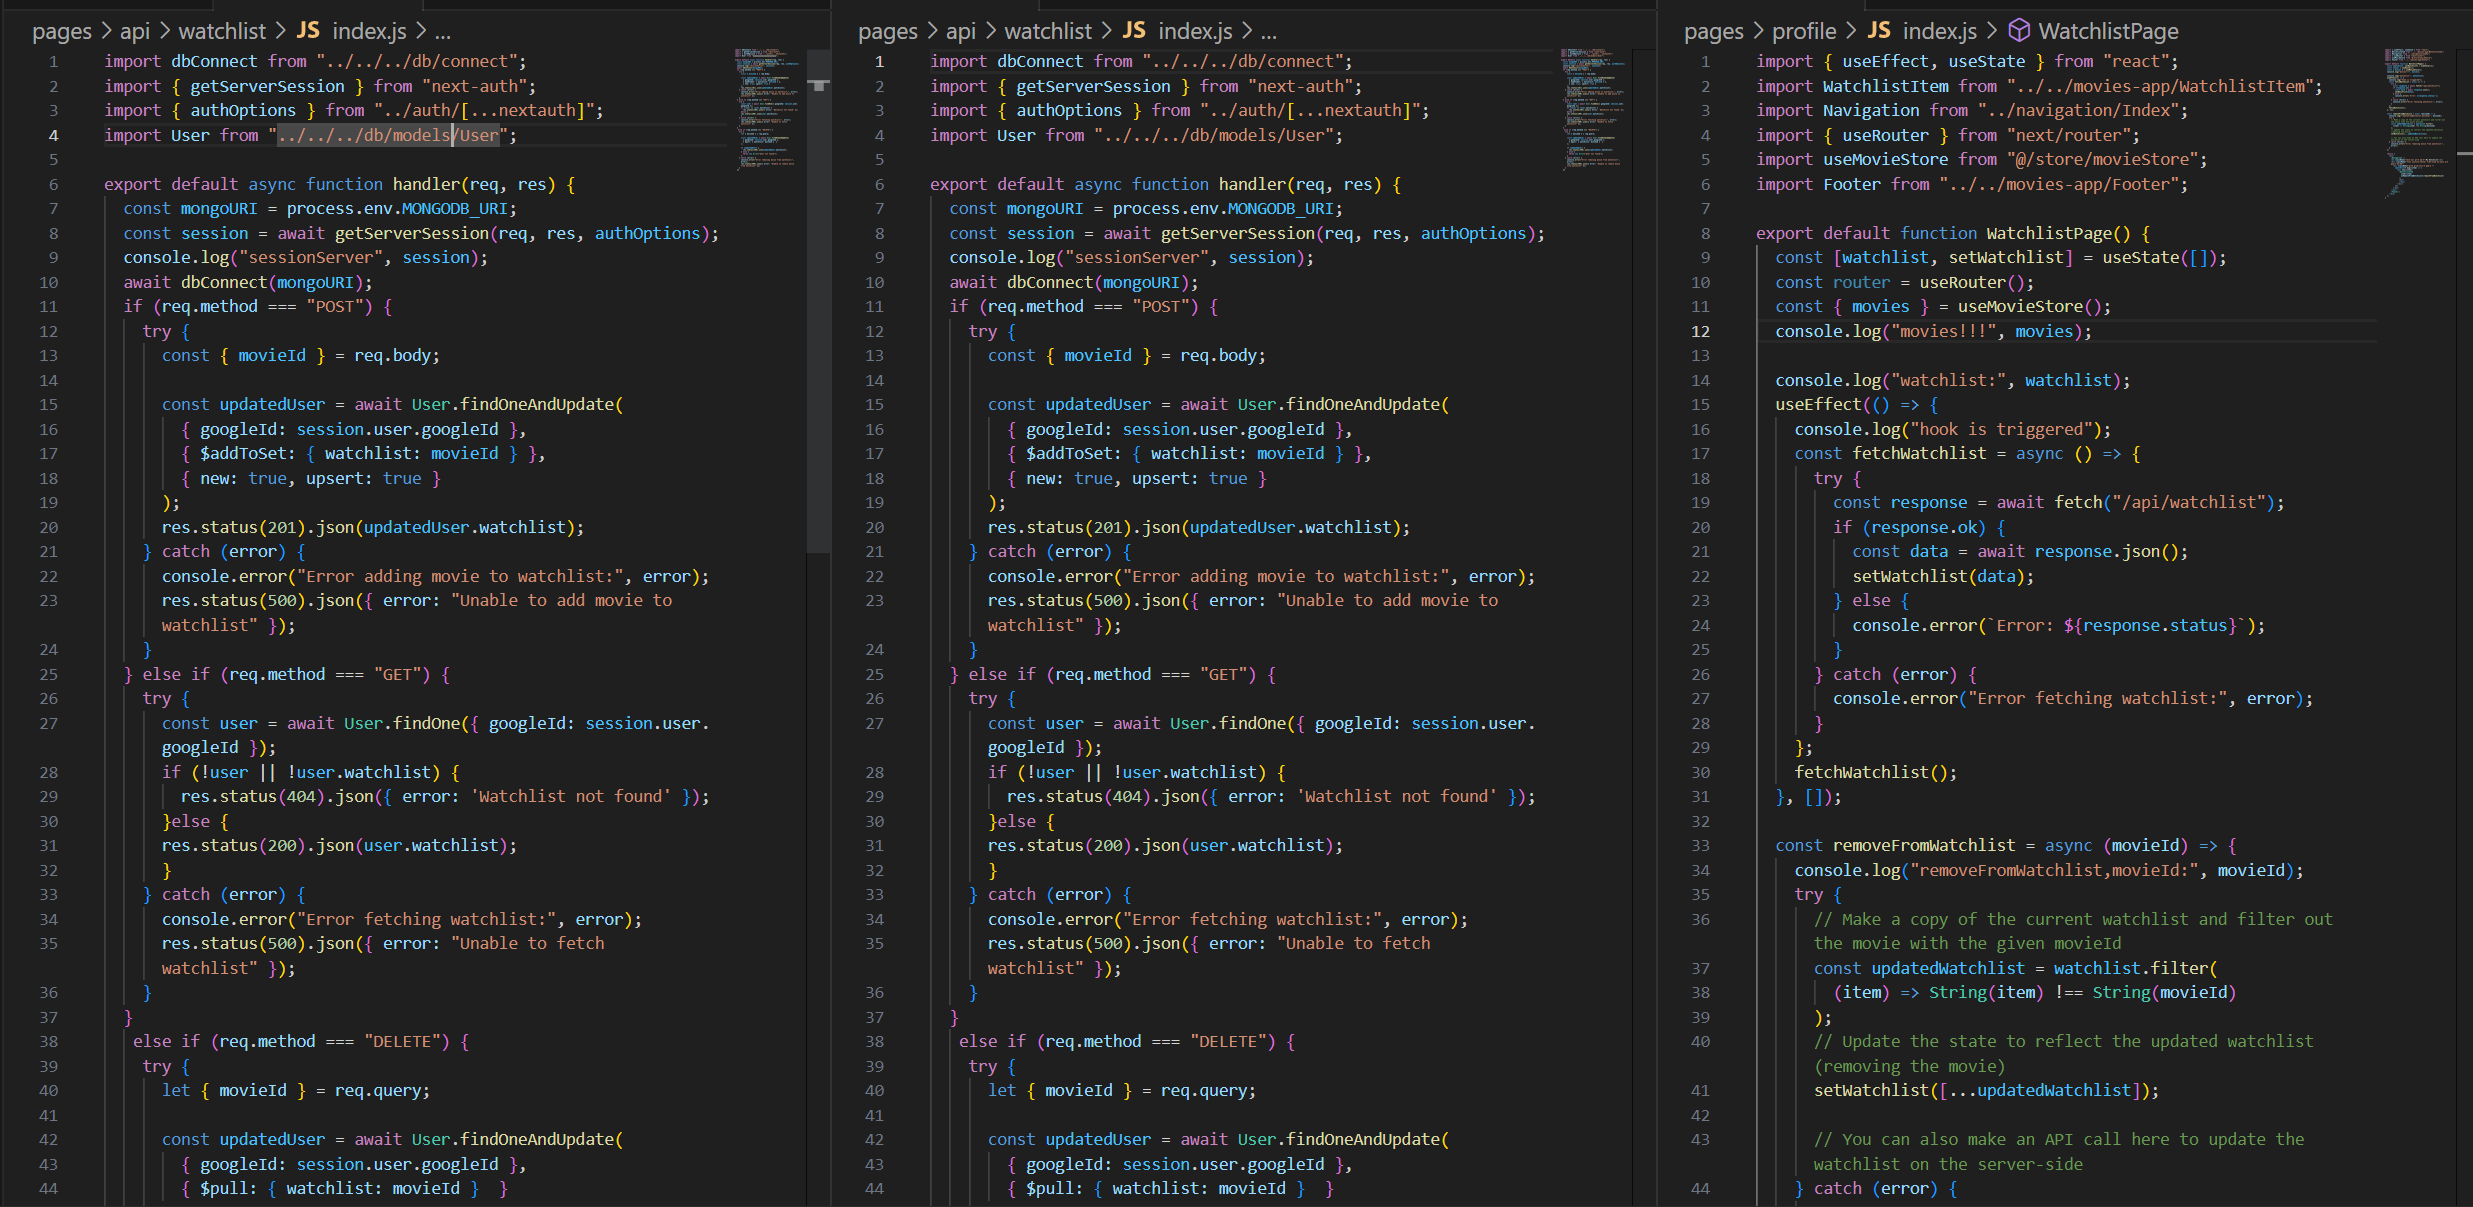 pages > api > watchlist > JS index.js > ...
1 import dbConnect from "../../../db/connect";
2 import { getServerSession } from "next-auth";
3 import { authOptions } from "../auth/[...nextauth]";
4 import User from "../../../db/models/User";
5
6 export default async function handler(req, res) {
7 const mongoURI = process.env.MONGODB_URI;
8 const session = await getServerSession(req, res, authOptions);
9 console.log("sessionServer", session);
10 await dbConnect(mongoURI);
11 if (req.method === "POST") {
12 try {
13 const { movieId } = req.body;
14
15 const updatedUser = await User.findOneAndUpdate(
16 { googleId: session.user.googleId },
17 { $addToSet: { watchlist: movieId } },
18 { new: true, upsert: true }
19 );
20 res.status(201).json(updatedUser.watchlist);
21 } catch (error) {
22 console.error("Error adding movie to watchlist:", error);
23 res.status(500).json({ error: "Unable to add movie to
watchlist" });
24 }
25 } else if (req.method === "GET") {
26 try {
27 const user = await User.findOne({ googleId: session.user.
googleId });
28 if (!user || !user.watchlist) {
29 res.status(404).json({ error: 'Watchlist not found' });
30 }else {
31 res.status(200).json(user.watchlist);
32 }
33 } catch (error) {
34 console.error("Error fetching watchlist:", error);
35 res.status(500).json({ error: "Unable to fetch
watchlist" });
36 }
37 }
38 else if (req.method === "DELETE") {
39 try {
40 let { movieId } = req.query;
41
42 const updatedUser = await User.findOneAndUpdate(
43 { googleId: session.user.googleId },
44 { $pull: { watchlist: movieId } }
pages > api > watchlist > JS index.js > ...
1 import dbConnect from "../../../db/connect";
2 import { getServerSession } from "next-auth";
3 import { authOptions } from "../auth/[...nextauth]";
4 import User from "../../../db/models/User";
5
6 export default async function handler(req, res) {
7 const mongoURI = process.env.MONGODB_URI;
8 const session = await getServerSession(req, res, authOptions);
9 console.log("sessionServer", session);
10 await dbConnect(mongoURI);
11 if (req.method === "POST") {
12 try {
13 const { movieId } = req.body;
14
15 const updatedUser = await User.findOneAndUpdate(
16 { googleId: session.user.googleId },
17 { $addToSet: { watchlist: movieId } },
18 { new: true, upsert: true }
19 );
20 res.status(201).json(updatedUser.watchlist);
21 } catch (error) {
22 console.error("Error adding movie to watchlist:", error);
23 res.status(500).json({ error: "Unable to add movie to
watchlist" });
24 }
25 } else if (req.method === "GET") {
26 try {
27 const user = await User.findOne({ googleId: session.user.
googleId });
28 if (!user || !user.watchlist) {
29 res.status(404).json({ error: 'Watchlist not found' });
30 }else {
31 res.status(200).json(user.watchlist);
32 }
33 } catch (error) {
34 console.error("Error fetching watchlist:", error);
35 res.status(500).json({ error: "Unable to fetch
watchlist" });
36 }
37 }
38 else if (req.method === "DELETE") {
39 try {
40 let { movieId } = req.query;
41
42 const updatedUser = await User.findOneAndUpdate(
43 { googleId: session.user.googleId },
44 { $pull: { watchlist: movieId } }
pages > profile > JS index.js > WatchlistPage
1 import { useEffect, useState } from "react";
2 import WatchlistItem from "../../movies-app/WatchlistItem";
3 import Navigation from "../navigation/Index";
4 import { useRouter } from "next/router";
5 import useMovieStore from "@/store/movieStore";
6 import Footer from "../../movies-app/Footer";
7
8 export default function WatchlistPage() {
9 const [watchlist, setWatchlist] = useState([]);
10 const router = useRouter();
11 const { movies } = useMovieStore();
12 console.log("movies!!!", movies);
13
14 console.log("watchlist:", watchlist);
15 useEffect(() => {
16 console.log("hook is triggered");
17 const fetchWatchlist = async () => {
18 try {
19 const response = await fetch("/api/watchlist");
20 if (response.ok) {
21 const data = await response.json();
22 setWatchlist(data);
23 } else {
24 console.error(`Error: ${response.status}`);
25 }
26 } catch (error) {
27 console.error("Error fetching watchlist:", error);
28 }
29 };
30 fetchWatchlist();
31 }, []);
32
33 const removeFromWatchlist = async (movieId) => {
34 console.log("removeFromWatchlist,movieId:", movieId);
35 try {
36 // Make a copy of the current watchlist and filter out
the movie with the given movieId
37 const updatedWatchlist = watchlist.filter(
38 (item) => String(item) !== String(movieId)
39 );
40 // Update the state to reflect the updated watchlist
(removing the movie)
41 setWatchlist([...updatedWatchlist]);
42
43 // You can also make an API call here to update the
watchlist on the server-side
44 } catch (error) {